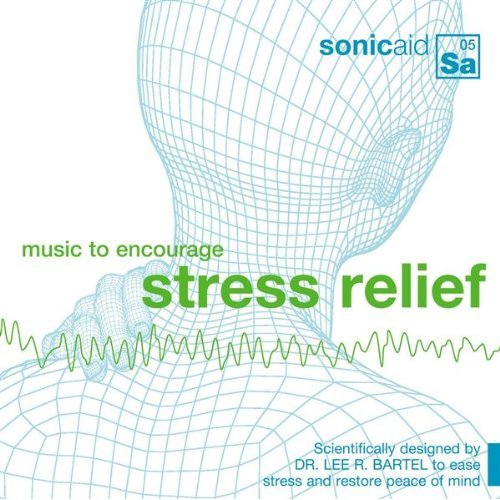 sonicaid
05
Sa
music to encourage
stress relief
Scientifically designed by
DR. LEE R. BARTEL to ease
stress and restore peace of mind